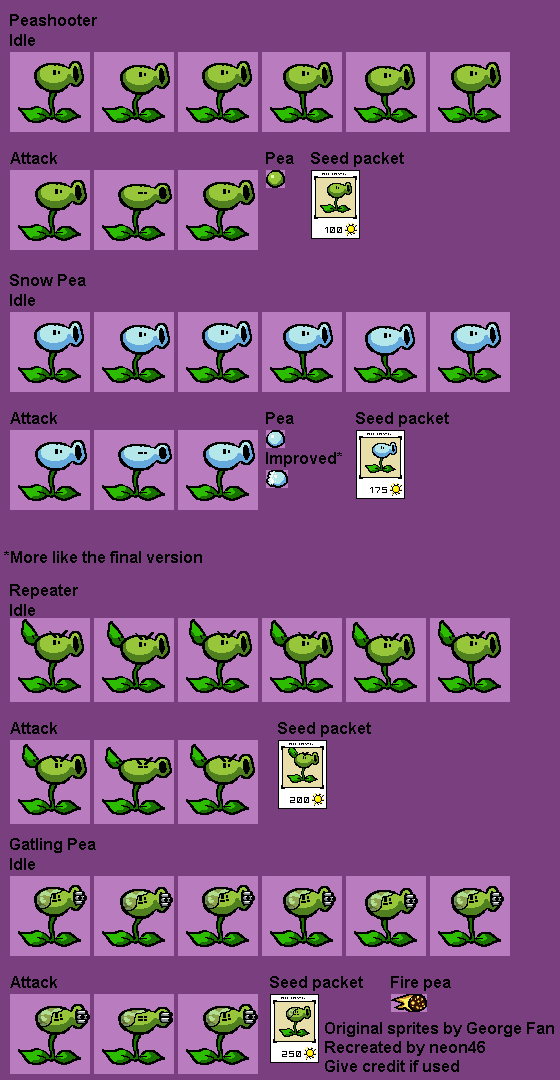 Peashooter
Idle
Attack
Pea
Seed packet
100
Snow Pea
Idle
Attack
Pea
Improved*
Seed packet
175
*More like the final version
Repeater
Idle
Attack
Seed packet
200
Gatling Pea
Idle
Attack
Seed packet
Fire pea
250
Original sprites by George Fan
Recreated by neon46
Give credit if used